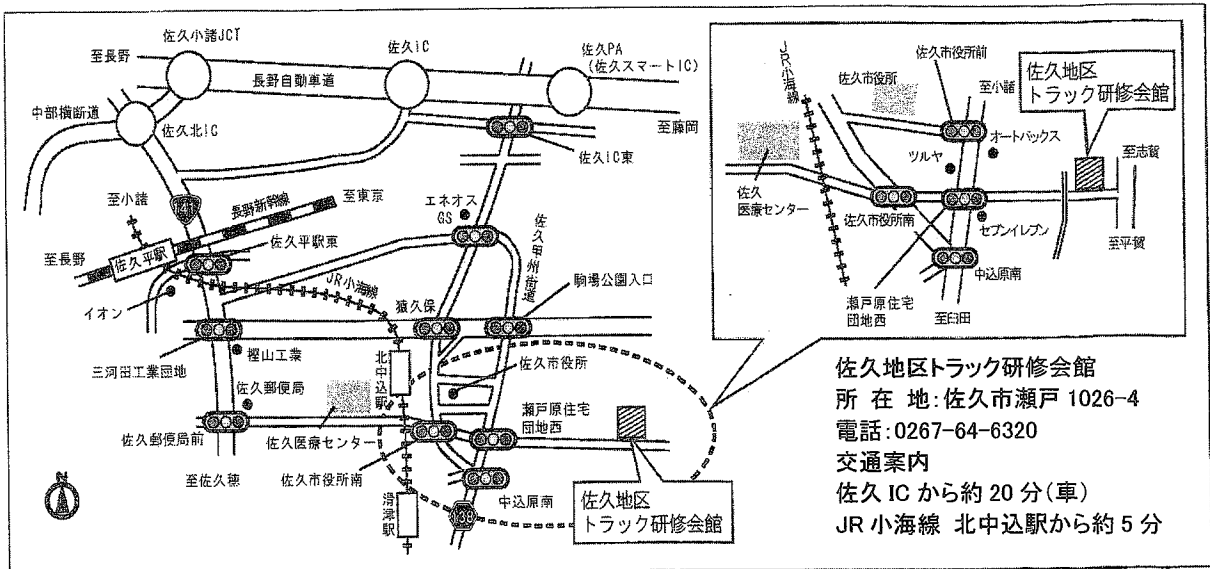 佐久小諸JCT
至長野
佐久IC
佐久PA
(佐久スマートIC)
長野自動車道
中部横断道
佐久北IC
至藤岡
佐久IC東
141
至小諸
長野新幹線
至東京
エネオス
GS
佐久甲州街道
佐久平駅東
佐久平駅
至長野
JR小海線
イオン
猿久保
駒場公園入口
樫山工業
三河田工業団地
北中込駅
佐久市役所
佐久郵便局
瀬戸原住宅
団地西
佐久郵便局前
佐久医療センター
至佐久穂
佐久市役所南
滑津駅
中込原南
138
佐久地区
トラック研修会館
N
JR小海線
佐久市役所前
佐久市役所
至小諸
佐久地区
トラック研修会館
オートバックス
ツルヤ
至志賀
佐久
医療センター
佐久市役所南
セブンイレブン
至平賀
中込原南
瀬戸原住宅
団地西
至臼田
佐久地区トラック研修会館
所 在 地:佐久市瀬戸 1026-4
電話:0267-64-6320
交通案内
佐久 IC から約 20 分(車)
JR 小海線 北中込駅から約 5 分